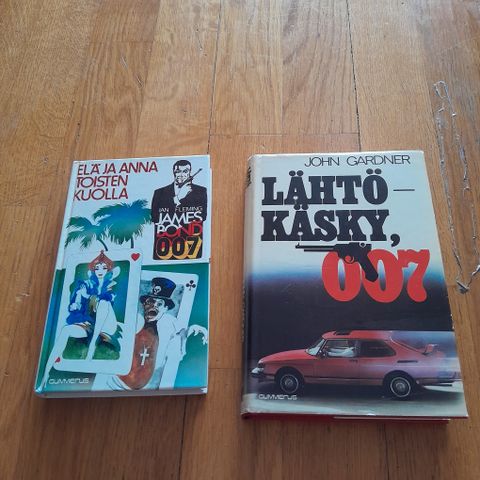 ELÄ JA ANNA
TOISTEN
KUOLLA
IAN FLEMING
JAMES
BOND
007
GUMMERUS
JOHN GARDNER
LÄHTÖ-
KÄSKY,
007
GUMMERUS